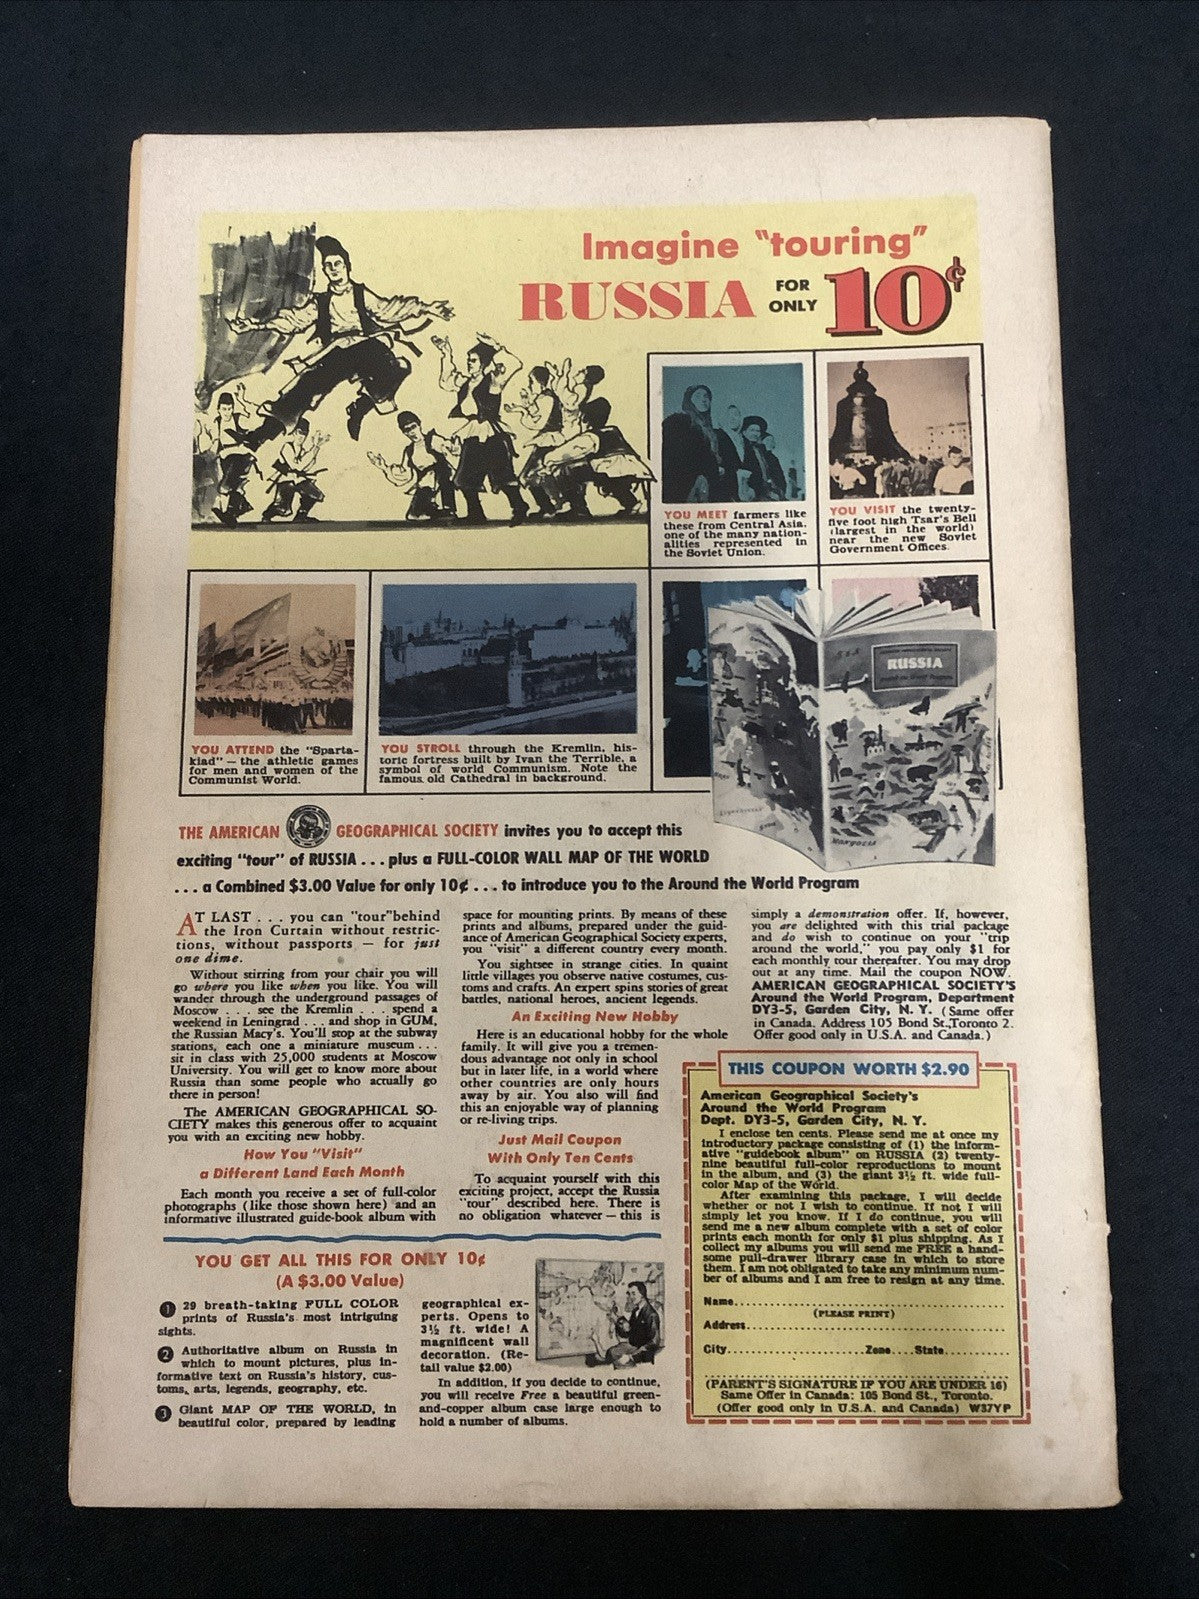 Imagine "touring"
RUSSIA FOR ONLY 10¢
YOU MEET farmers like
these from Central Asia,
one of the many nation-
alities represented in
the Soviet Union.
YOU VISIT the twenty-
five foot high Tsar's Bell
(largest in the world)
near the new Soviet
Government Offices.
YOU ATTEND the "Sparta-
kiad" — the athletic games
for men and women of the
Communist World.
YOU STROLL through the Kremlin, his-
toric fortress built by Ivan the Terrible, a
symbol of world Communism. Note the
famous old Cathedral in background.
RUSSIA
MONGOLIA
THE AMERICAN GEOGRAPHICAL SOCIETY invites you to accept this
exciting "tour" of RUSSIA . . . plus a FULL-COLOR WALL MAP OF THE WORLD
. . . a Combined $3.00 Value for only 10¢ . . . to introduce you to the Around the World Program
AT LAST . . . you can "tour"behind
the Iron Curtain without restric-
tions, without passports — for just
one dime.
Without stirring from your chair you will
go where you like when you like. You will
wander through the underground passages of
Moscow . . . see the Kremlin . . . spend a
weekend in Leningrad . . . and shop in GUM,
the Russian Macy's. You'll stop at the subway
stations, each one a miniature museum . . .
sit in class with 25,000 students at Moscow
University. You will get to know more about
Russia than some people who actually go
there in person!
The AMERICAN GEOGRAPHICAL SO-
CIETY makes this generous offer to acquaint
you with an exciting new hobby.
How You "Visit"
a Different Land Each Month
Each month you receive a set of full-color
photographs (like those shown here) and an
informative illustrated guide-book album with
space for mounting prints. By means of these
prints and albums, prepared under the guid-
ance of American Geographical Society experts,
you "visit" a different country every month.
You sightsee in strange cities. In quaint
little villages you observe native costumes, cus-
toms and crafts. An expert spins stories of great
battles, national heroes, ancient legends.
An Exciting New Hobby
Here is an educational hobby for the whole
family. It will give you a tremen-
dous advantage not only in school
but in later life, in a world where
other countries are only hours
away by air. You also will find
this an enjoyable way of planning
or re-living trips.
Just Mail Coupon
With Only Ten Cents
To acquaint yourself with this
exciting project, accept the Russia
"tour" described here. There is
no obligation whatever — this is
simply a demonstration offer. If, however,
you are delighted with this trial package
and do wish to continue on your "trip
around the world," you pay only $1 for
each monthly tour thereafter. You may drop
out at any time. Mail the coupon NOW.
AMERICAN GEOGRAPHICAL SOCIETY'S
Around the World Program, Department
DY3-5, Garden City, N. Y. (Same offer
in Canada. Address 105 Bond St.,Toronto 2.
Offer good only in U.S.A. and Canada.)
YOU GET ALL THIS FOR ONLY 10¢
(A $3.00 Value)
1 29 breath-taking FULL COLOR
prints of Russia's most intriguing
sights.
2 Authoritative album on Russia in
which to mount pictures, plus in-
formative text on Russia's history, cus-
toms, arts, legends, geography, etc.
3 Giant MAP OF THE WORLD, in
beautiful color, prepared by leading
geographical ex-
perts. Opens to
3½ ft. wide! A
magnificent wall
decoration. (Re-
tail value $2.00)
In addition, if you decide to continue,
you will receive Free a beautiful green-
and-copper album case large enough to
hold a number of albums.
THIS COUPON WORTH $2.90
American Geographical Society's
Around the World Program
Dept. DY3-5, Garden City, N. Y.
I enclose ten cents. Please send me at once my
introductory package consisting of (1) the inform-
ative "guidebook album" on RUSSIA (2) twenty-
nine beautiful full-color reproductions to mount
in the album, and (3) the giant 3½ ft. wide full-
color Map of the World.
After examining this package, I will decide
whether or not I wish to continue. If not I will
simply let you know. If I do continue, you will
send me a new album complete with a set of color
prints each month for only $1 plus shipping. As I
collect my albums you will send me FREE a hand-
some pull-drawer library case in which to store
them. I am not obligated to take any minimum num-
ber of albums and I am free to resign at any time.
Name
(PLEASE PRINT)
Address
City Zone State
(PARENT'S SIGNATURE IF YOU ARE UNDER 16)
Same Offer in Canada: 105 Bond St., Toronto.
(Offer good only in U.S.A. and Canada) W37YP